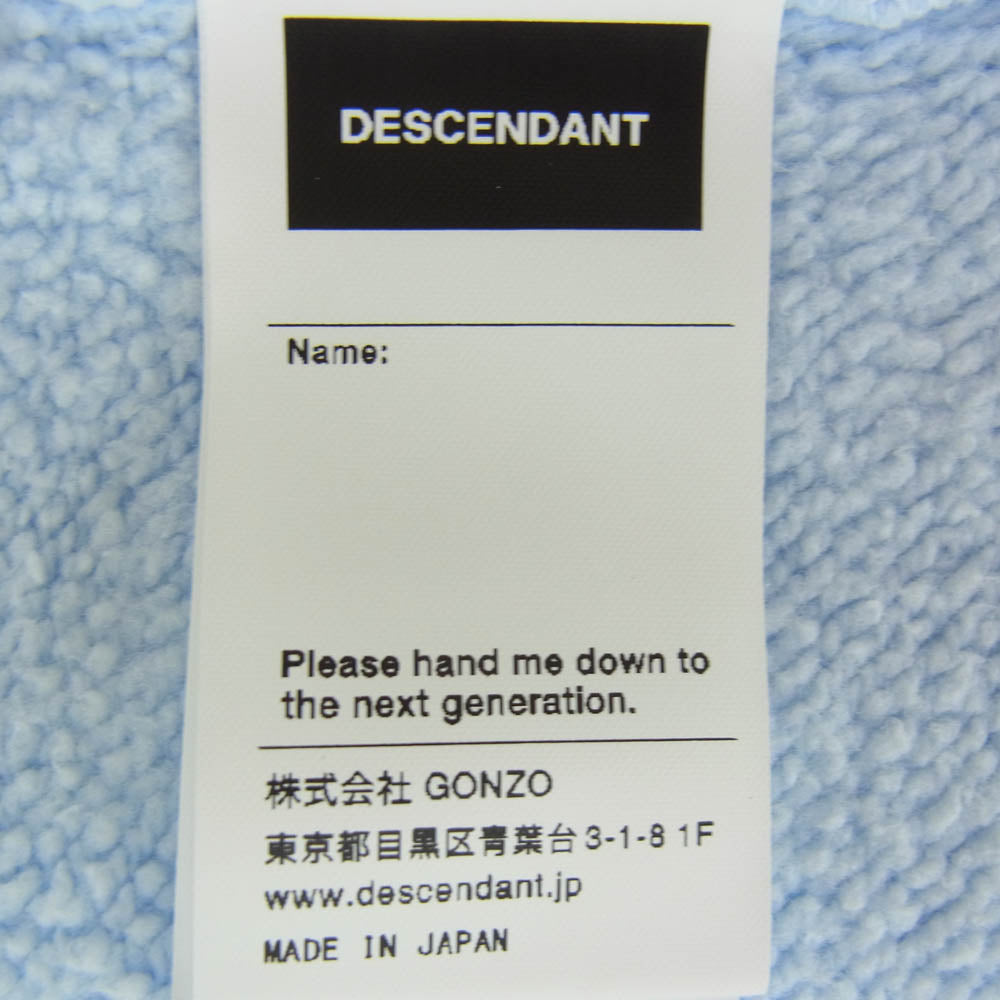 DESCENDANT
Name:
Please hand me down to
the next generation.
株式会社 GONZO
東京都目黒区青葉台3-1-8 1F
www.descendant.jp
MADE IN JAPAN